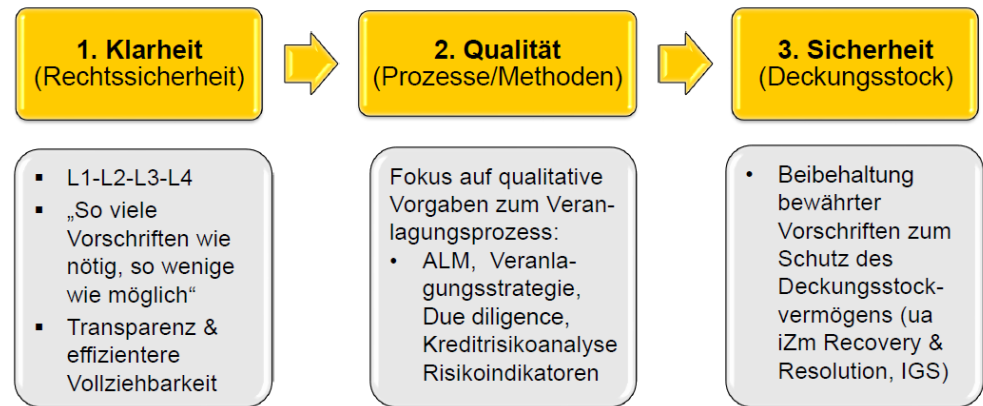 1. Klarheit
(Rechtssicherheit)
2. Qualität
(Prozesse/Methoden)
3. Sicherheit
(Deckungsstock)
▪ L1-L2-L3-L4
▪ „So viele
Vorschriften wie
nötig, so wenige
wie möglich“
▪ Transparenz &
effizientere
Vollziehbarkeit
Fokus auf qualitative
Vorgaben zum Veran-
lagungsprozess:
• ALM, Veranla-
gungsstrategie,
Due diligence,
Kreditrisikoanalyse
Risikoindikatoren
• Beibehaltung
bewährter
Vorschriften zum
Schutz des
Deckungsstock-
vermögens (ua
iZm Recovery &
Resolution, IGS)